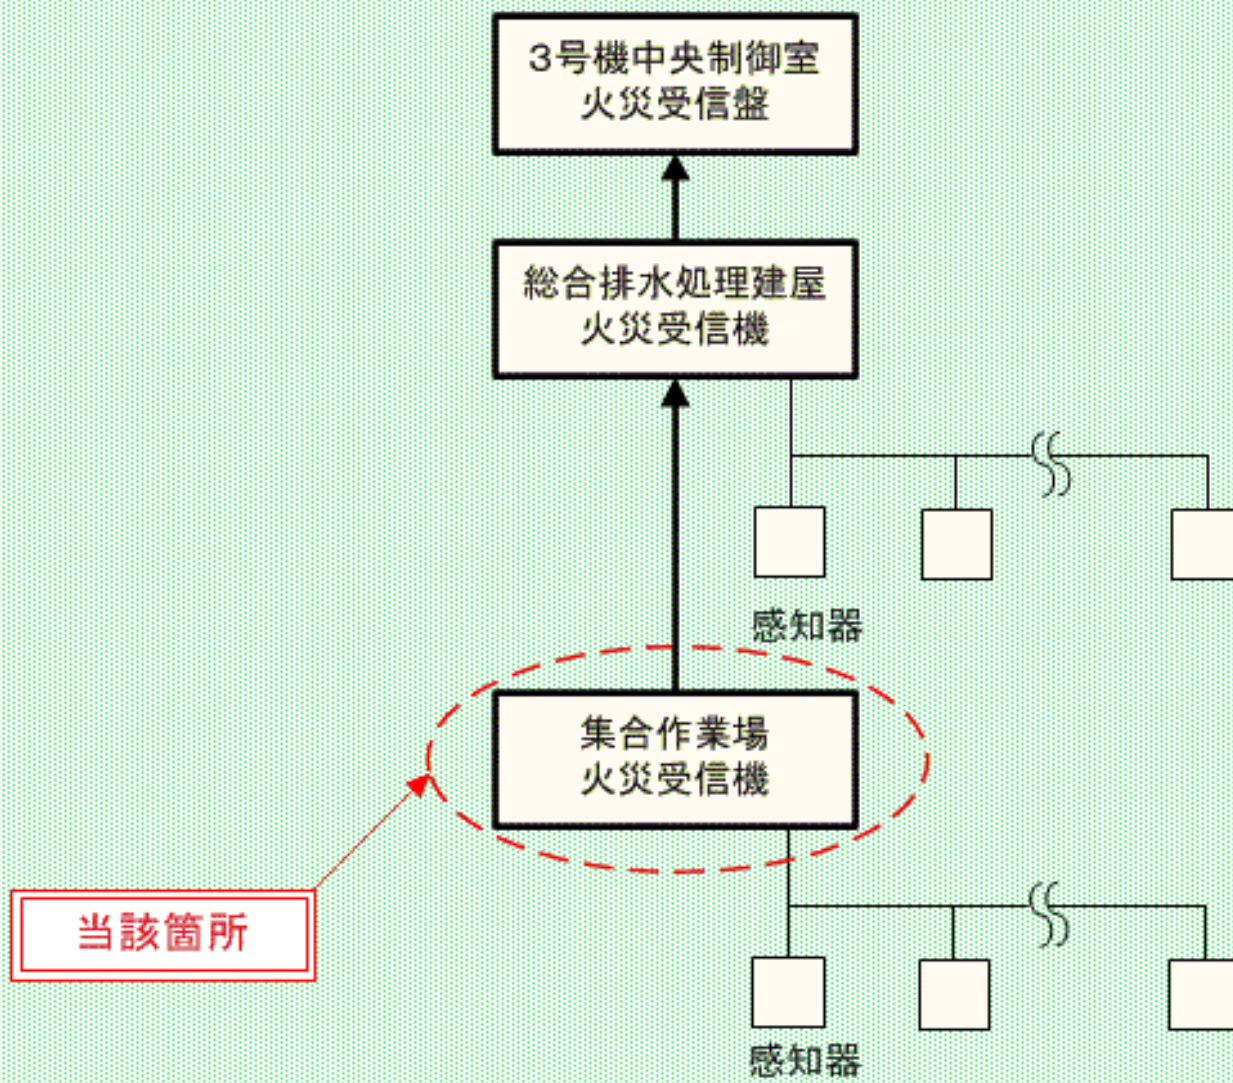 3号機中央制御室
火災受信盤
総合排水処理建屋
火災受信機
感知器
集合作業場
火災受信機
当該箇所
感知器